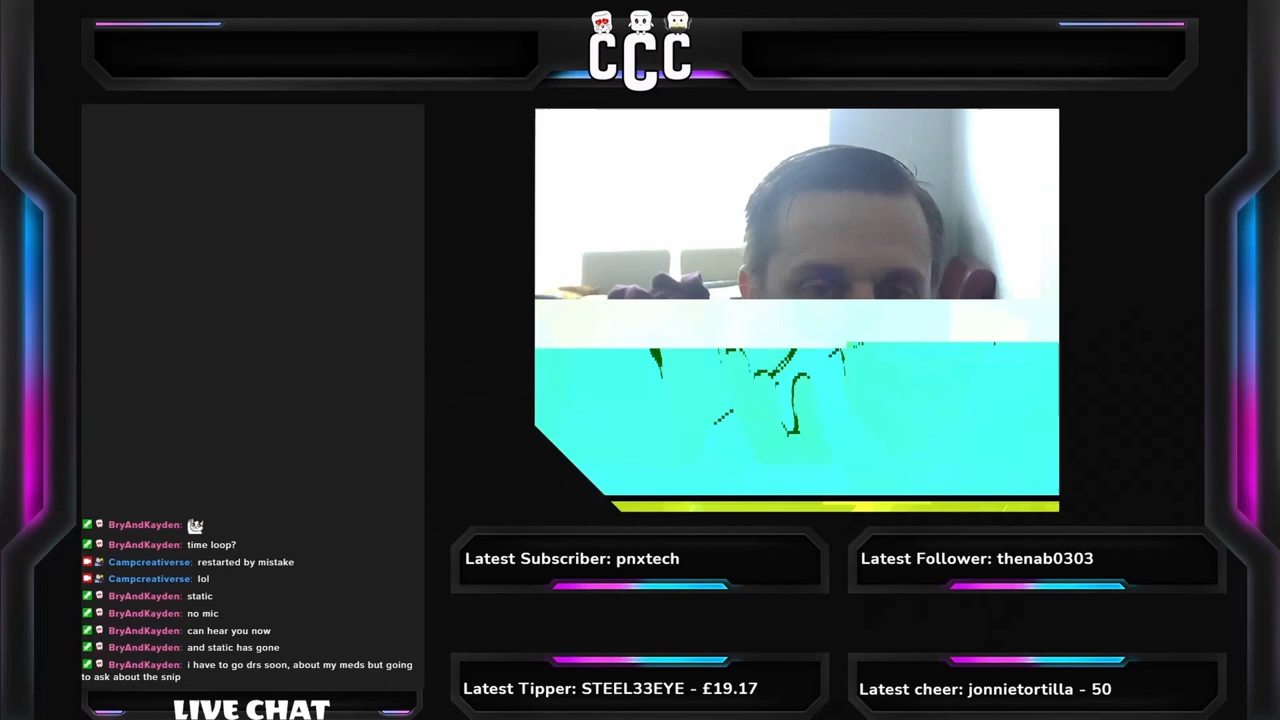 CCC
BryAndKayden:
BryAndKayden: time loop?
Campcreativerse: restarted by mistake
Campcreativerse: lol
BryAndKayden: static
BryAndKayden: no mic
BryAndKayden: can hear you now
BryAndKayden: and static has gone
BryAndKayden: i have to go drs soon, about my meds but going
to ask about the snip
LIVE CHAT
Latest Subscriber: pnxtech
Latest Follower: thenab0303
Latest Tipper: STEEL33EYE - £19.17
Latest cheer: jonnietortilla - 50